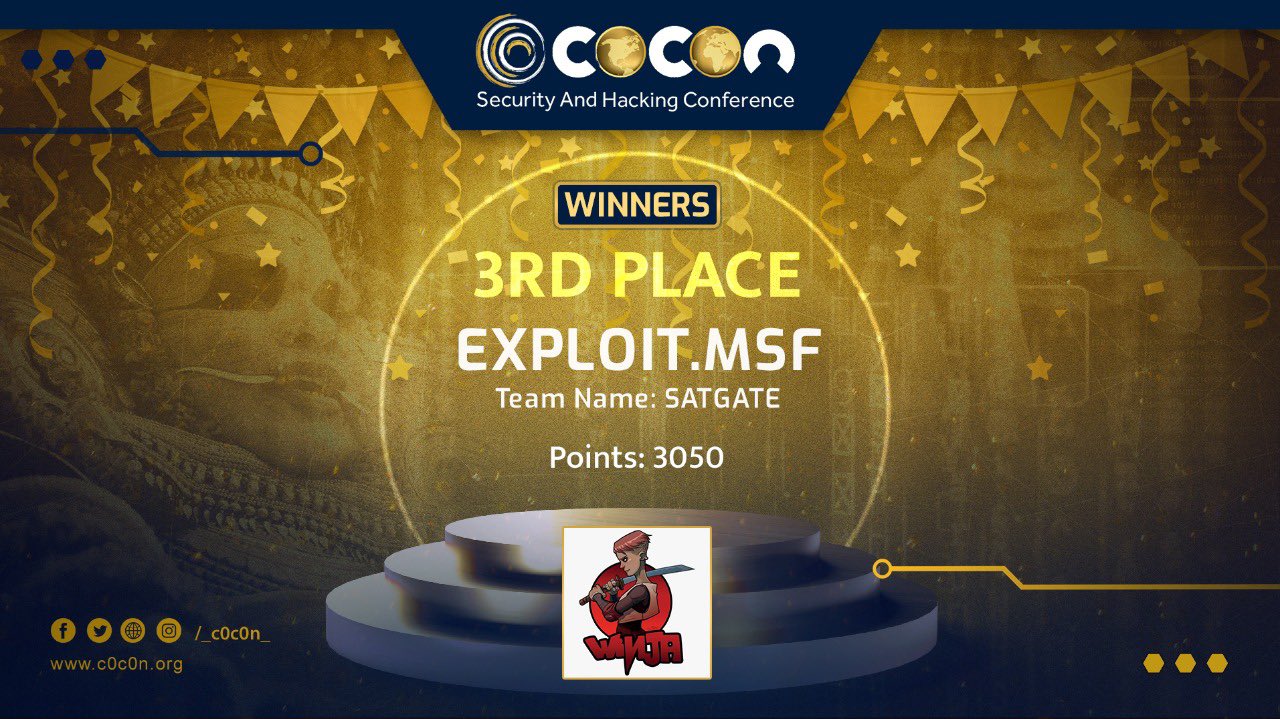 cocon
Security And Hacking Conference
WINNERS
3RD PLACE
EXPLOIT.MSF
Team Name: SATGATE
Points: 3050
WINJA
/_c0c0n_
www.c0c0n.org